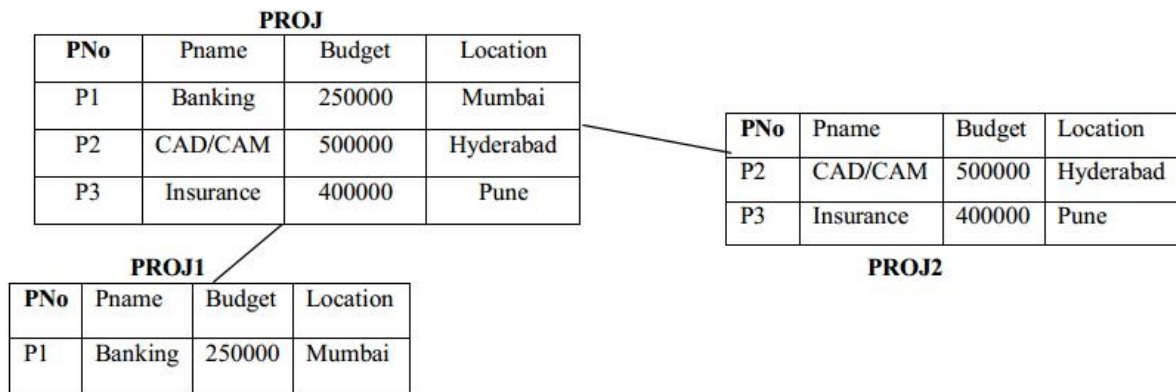 PROJ
PNo Pname Budget Location
P1 Banking 250000 Mumbai
P2 CAD/CAM 500000 Hyderabad
P3 Insurance 400000 Pune
PNo Pname Budget Location
P2 CAD/CAM 500000 Hyderabad
P3 Insurance 400000 Pune
PROJ2
PROJ1
PNo Pname Budget Location
P1 Banking 250000 Mumbai